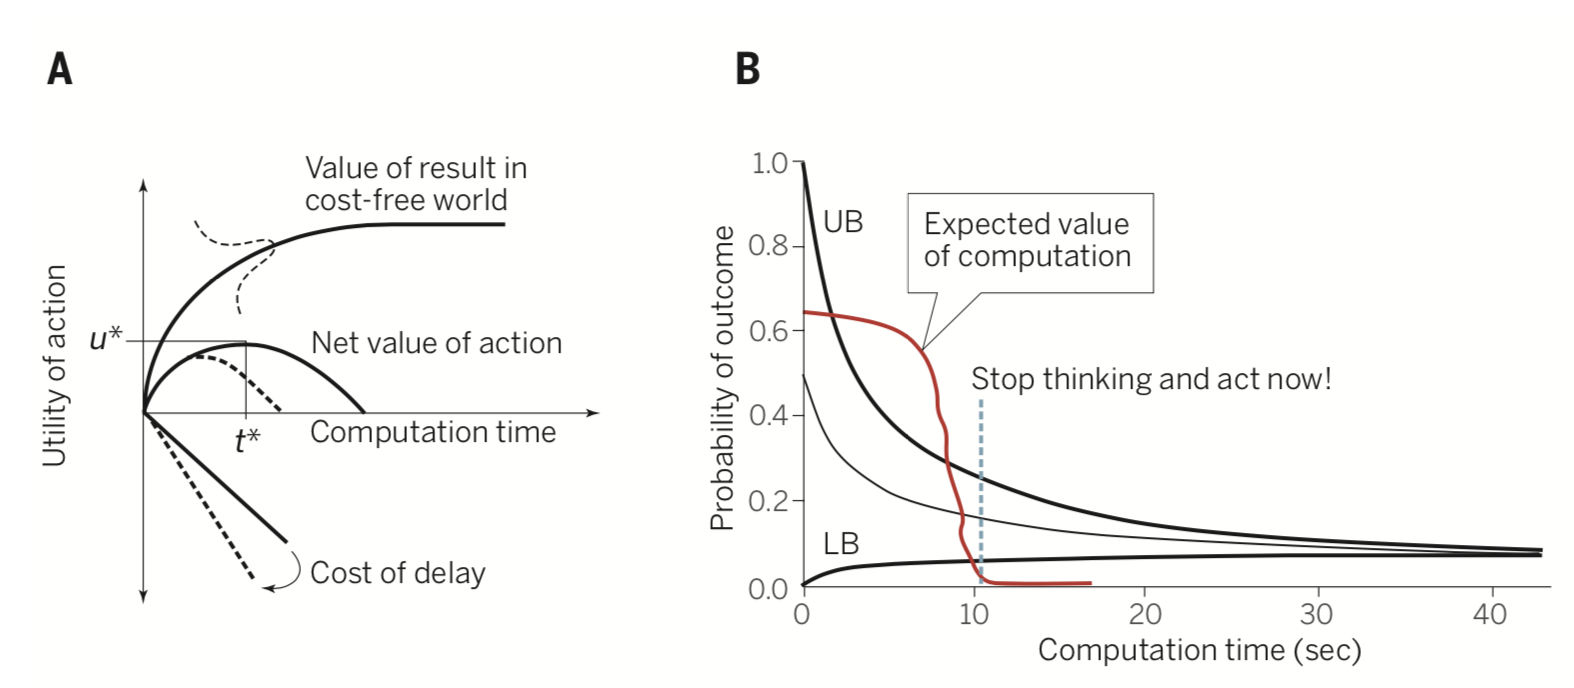 A
Value of result in
cost-free world
Utility of action
u*
Net value of action
t*
Computation time
Cost of delay
B
Probability of outcome
1.0
0.8
0.6
0.4
0.2
0.0
UB
Expected value
of computation
Stop thinking and act now!
LB
0 10 20 30 40
Computation time (sec)